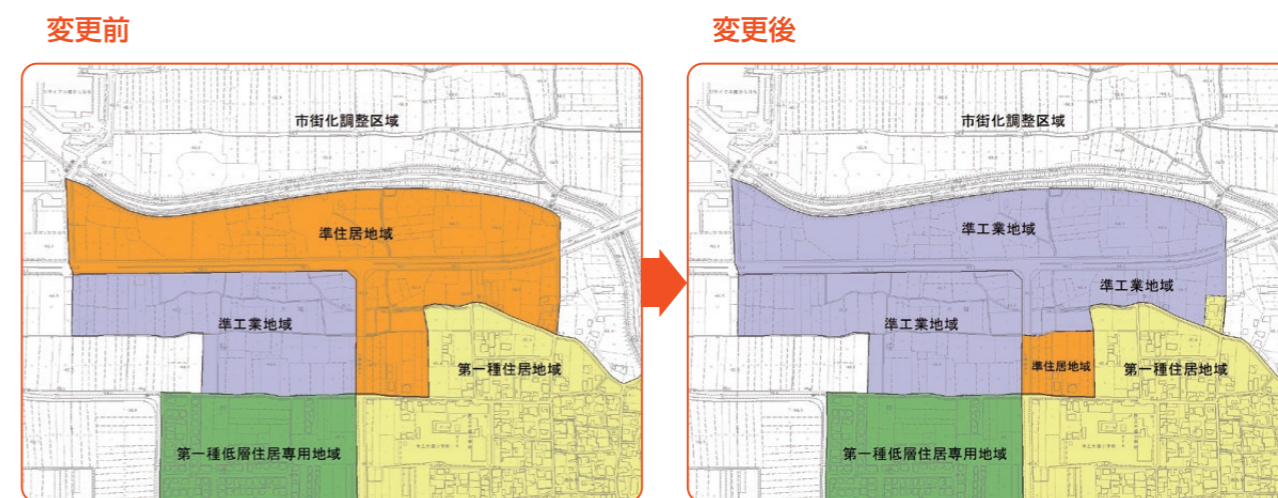 変更前
変更後
市街化調整区域
準住居地域
準工業地域
第一種住居地域
第一種低層住居専用地域
市街化調整区域
準工業地域
準工業地域
準工業地域
準住居地域
第一種住居地域
第一種低層住居専用地域